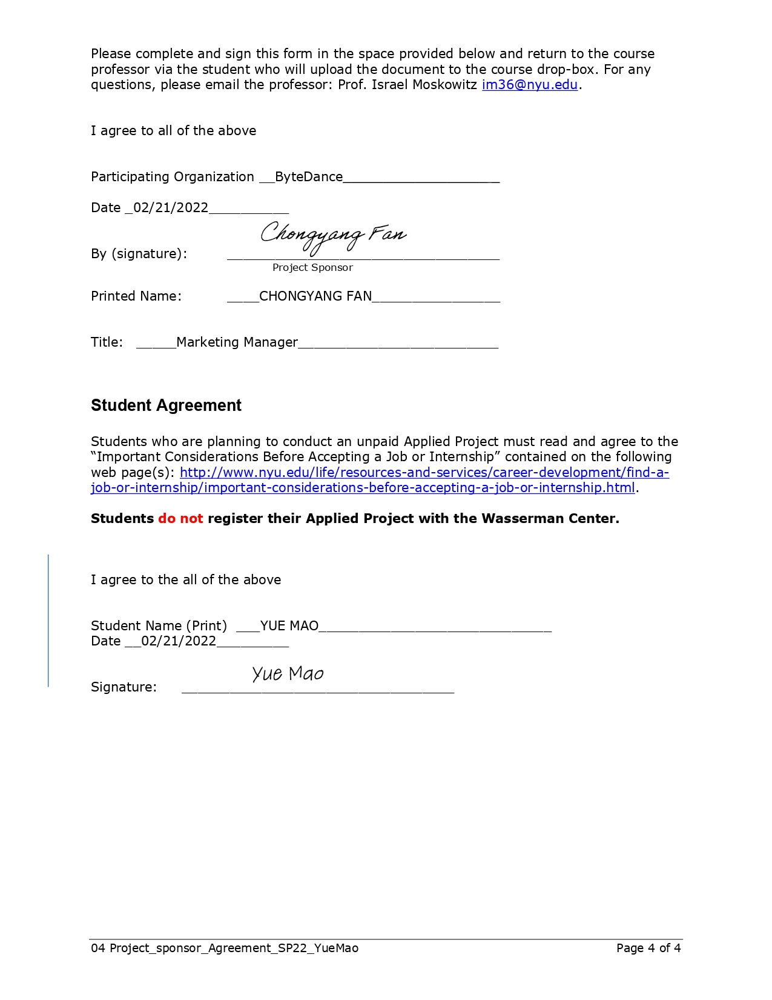 Please complete and sign this form in the space provided below and return to the course
professor via the student who will upload the document to the course drop-box. For any
questions, please email the professor: Prof. Israel Moskowitz im36@nyu.edu.
I agree to all of the above
Participating Organization __ByteDance____________________
Date _02/21/2022__________
Chongyang Fan
By (signature): __________________________________
Project Sponsor
Printed Name: ____CHONGYANG FAN________________
Title: _____Marketing Manager_________________________
Student Agreement
Students who are planning to conduct an unpaid Applied Project must read and agree to the
“Important Considerations Before Accepting a Job or Internship” contained on the following
web page(s): http://www.nyu.edu/life/resources-and-services/career-development/find-a-
job-or-internship/important-considerations-before-accepting-a-job-or-internship.html.
Students do not register their Applied Project with the Wasserman Center.
I agree to the all of the above
Student Name (Print) ___YUE MAO_____________________________
Date __02/21/2022_________
Yue Mao
Signature: __________________________________
04 Project_sponsor_Agreement_SP22_YueMao Page 4 of 4